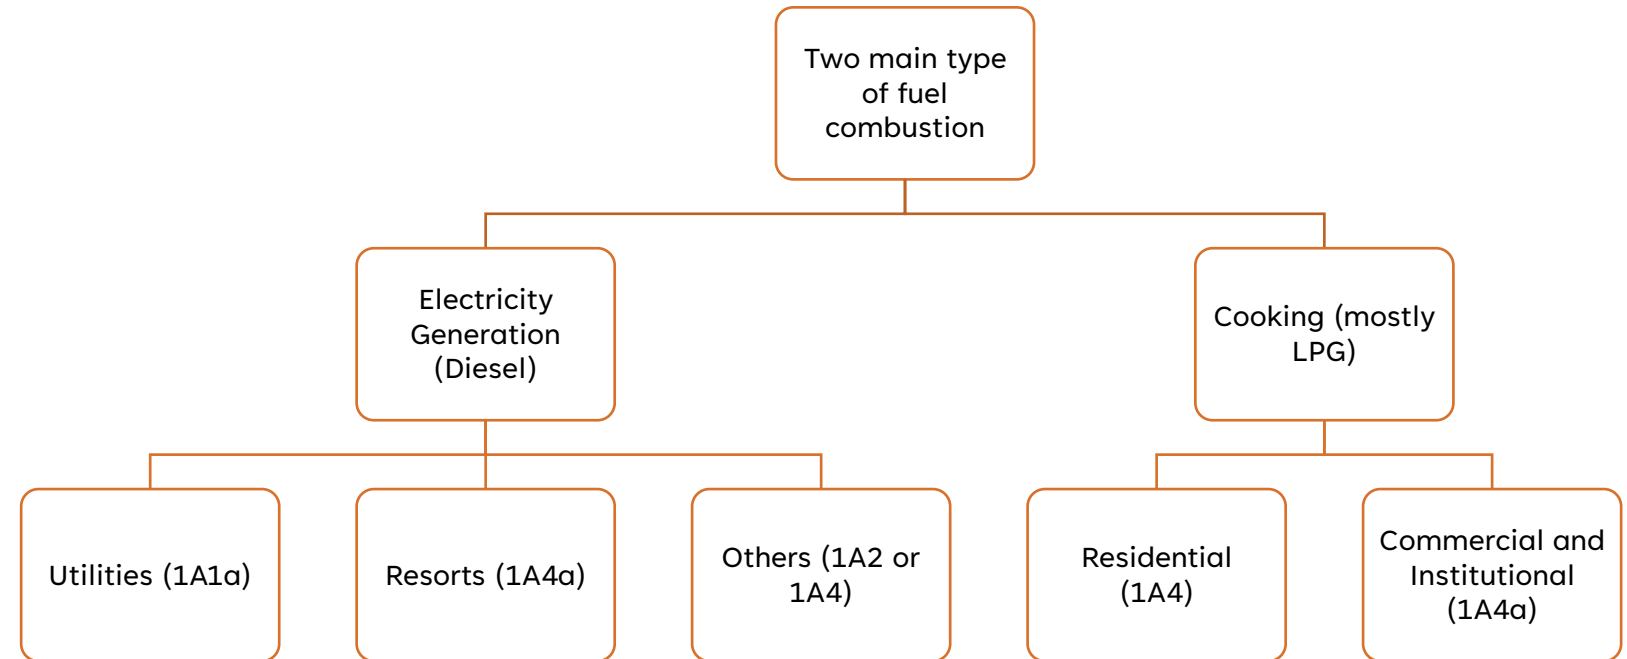 Two main type
of fuel
combustion
Electricity
Generation
(Diesel)
Cooking (mostly
LPG)
Utilities (1A1a)
Resorts (1A4a)
Others (1A2 or
1A4)
Residential
(1A4)
Commercial and
Institutional
(1A4a)